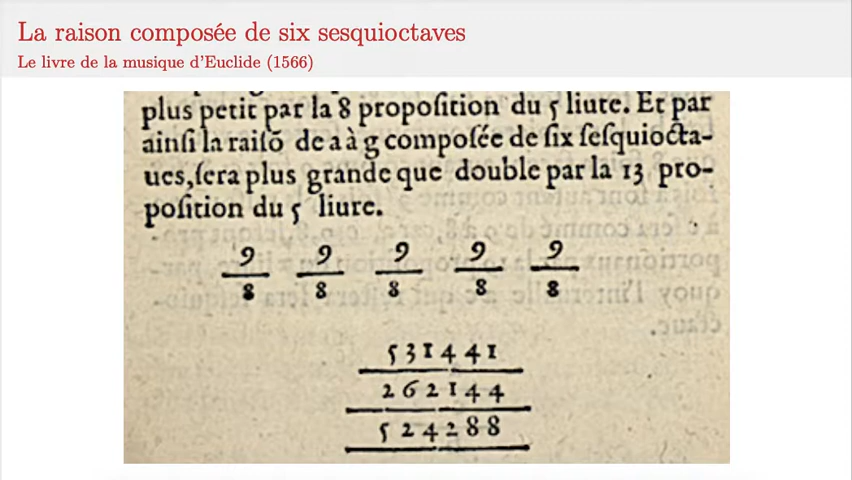 La raison composée de six sesquioctaves
Le livre de la musique d'Euclide (1566)
plus petit par la 8 propoſition du 5 liure. Et par
ainſi la raiſõ de a à g compoſée de ſix ſeſquiocta-
ues, ſera plus grande que double par la 13 pro-
poſition du 5 liure.
9 9 9 9 9
8 8 8 8 8
531441
262144
524288